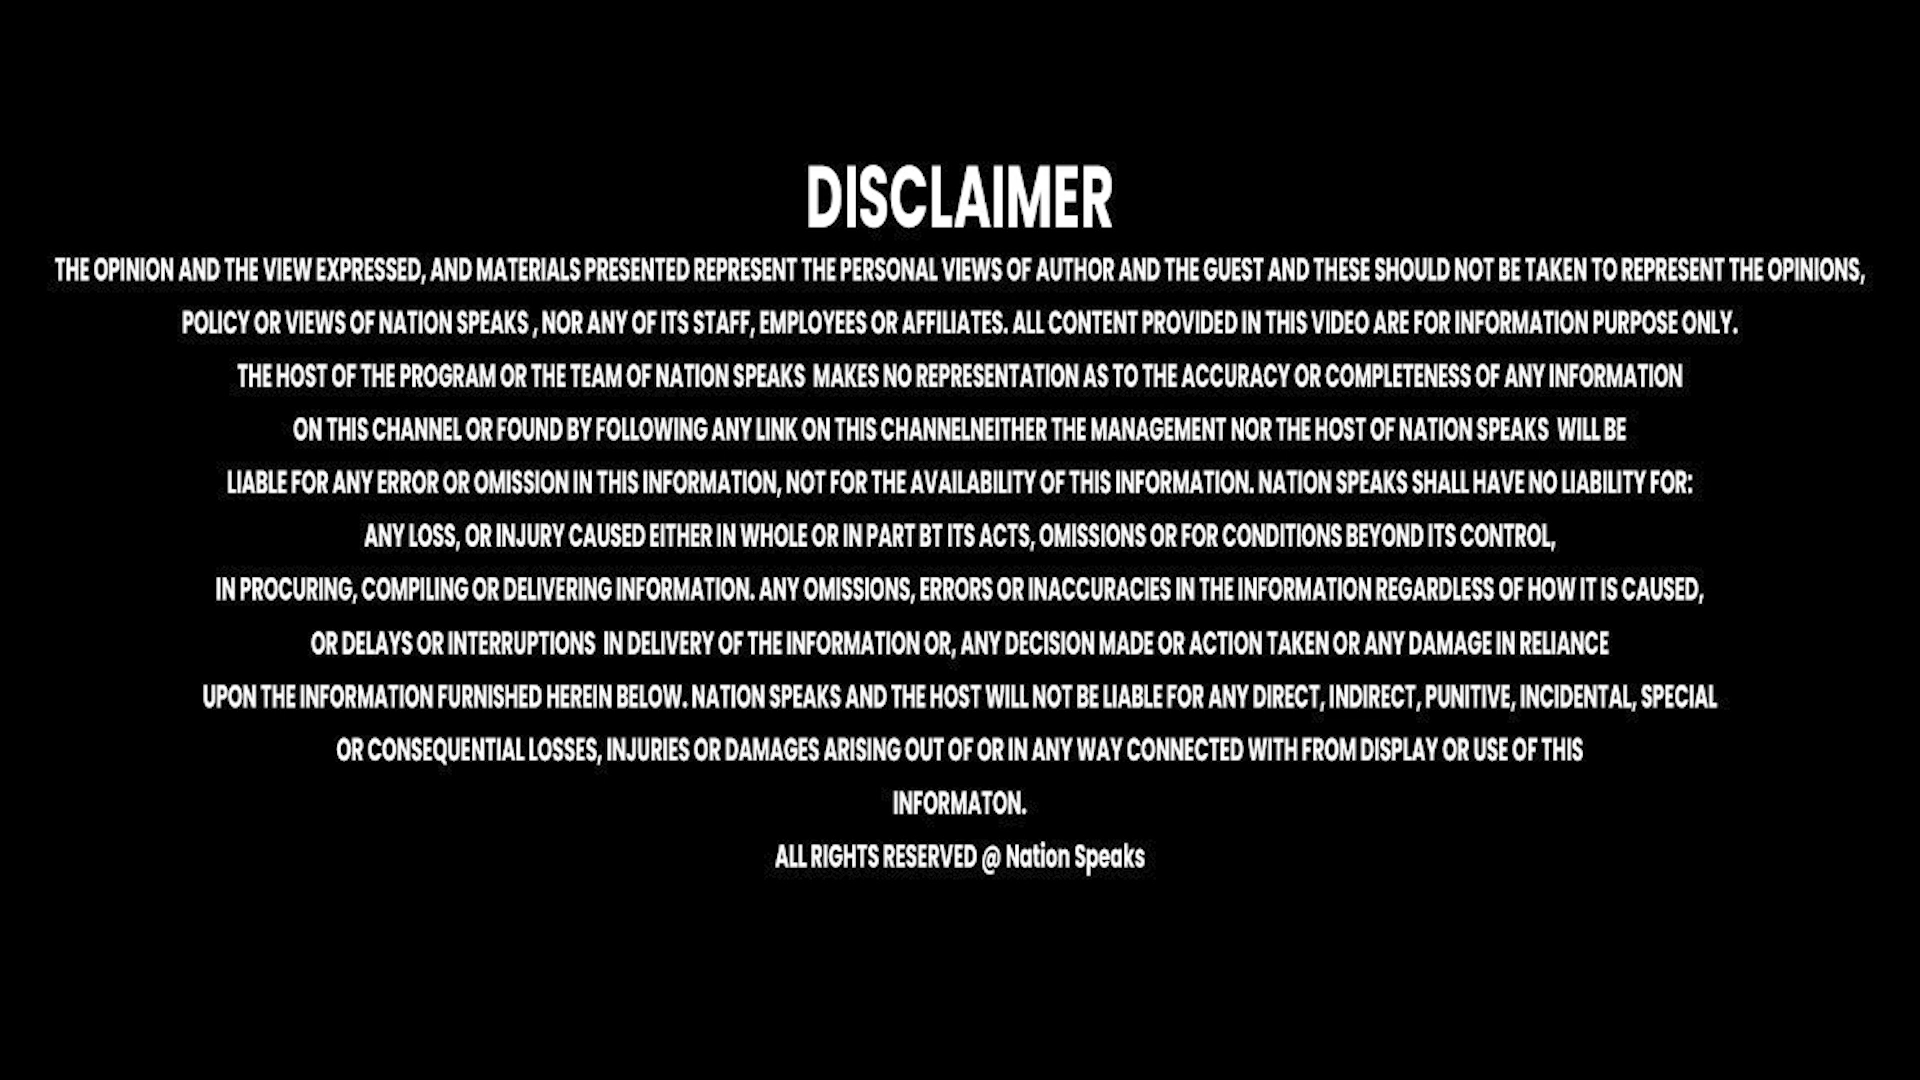 DISCLAIMER
THE OPINION AND THE VIEW EXPRESSED, AND MATERIALS PRESENTED REPRESENT THE PERSONAL VIEWS OF AUTHOR AND THE GUEST AND THESE SHOULD NOT BE TAKEN TO REPRESENT THE OPINIONS,
POLICY OR VIEWS OF NATION SPEAKS , NOR ANY OF ITS STAFF, EMPLOYEES OR AFFILIATES. ALL CONTENT PROVIDED IN THIS VIDEO ARE FOR INFORMATION PURPOSE ONLY.
THE HOST OF THE PROGRAM OR THE TEAM OF NATION SPEAKS MAKES NO REPRESENTATION AS TO THE ACCURACY OR COMPLETENESS OF ANY INFORMATION
ON THIS CHANNEL OR FOUND BY FOLLOWING ANY LINK ON THIS CHANNELNEITHER THE MANAGEMENT NOR THE HOST OF NATION SPEAKS WILL BE
LIABLE FOR ANY ERROR OR OMISSION IN THIS INFORMATION, NOT FOR THE AVAILABILITY OF THIS INFORMATION. NATION SPEAKS SHALL HAVE NO LIABILITY FOR:
ANY LOSS, OR INJURY CAUSED EITHER IN WHOLE OR IN PART BT ITS ACTS, OMISSIONS OR FOR CONDITIONS BEYOND ITS CONTROL,
IN PROCURING, COMPILING OR DELIVERING INFORMATION. ANY OMISSIONS, ERRORS OR INACCURACIES IN THE INFORMATION REGARDLESS OF HOW IT IS CAUSED,
OR DELAYS OR INTERRUPTIONS IN DELIVERY OF THE INFORMATION OR, ANY DECISION MADE OR ACTION TAKEN OR ANY DAMAGE IN RELIANCE
UPON THE INFORMATION FURNISHED HEREIN BELOW. NATION SPEAKS AND THE HOST WILL NOT BE LIABLE FOR ANY DIRECT, INDIRECT, PUNITIVE, INCIDENTAL, SPECIAL
OR CONSEQUENTIAL LOSSES, INJURIES OR DAMAGES ARISING OUT OF OR IN ANY WAY CONNECTED WITH FROM DISPLAY OR USE OF THIS
INFORMATON.
ALL RIGHTS RESERVED @ Nation Speaks